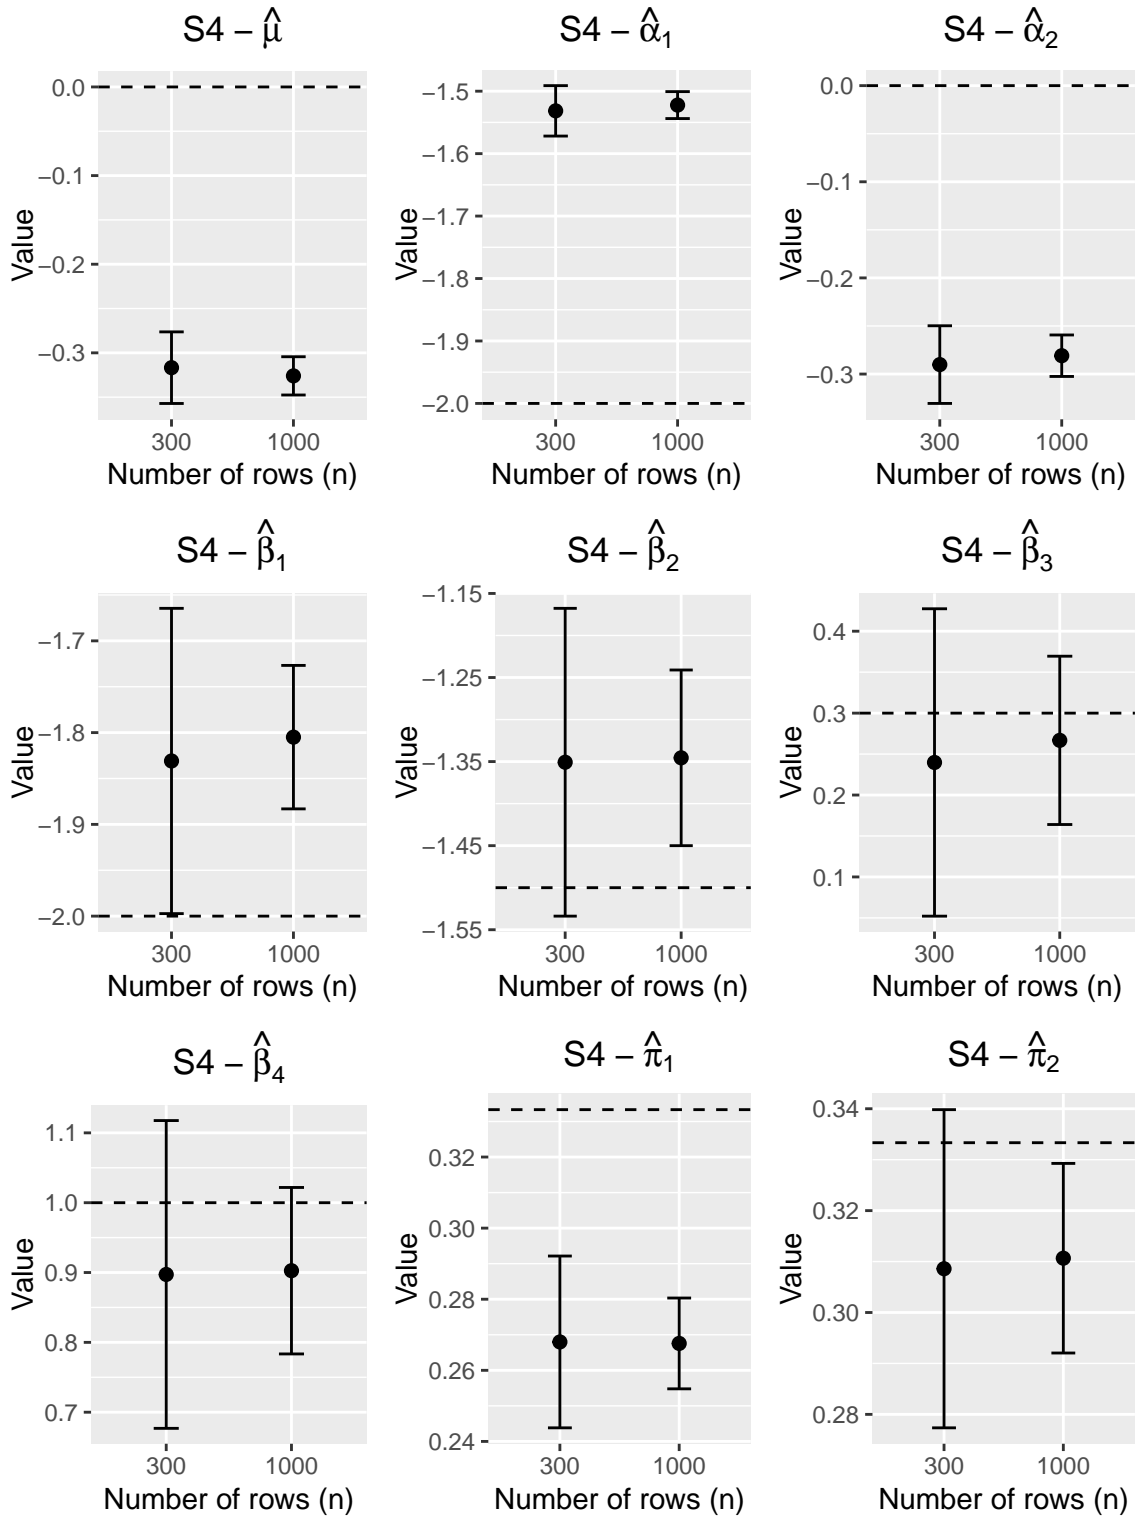 S4 – μ̂
S4 – α̂₁
S4 – α̂₂
Value
0.0
−0.1
−0.2
−0.3
300
1000
Number of rows (n)
Value
−1.5
−1.6
−1.7
−1.8
−1.9
−2.0
300
1000
Number of rows (n)
Value
0.0
−0.1
−0.2
−0.3
300
1000
Number of rows (n)
S4 – β̂₁
S4 – β̂₂
S4 – β̂₃
Value
−1.7
−1.8
−1.9
−2.0
300
1000
Number of rows (n)
Value
−1.15
−1.25
−1.35
−1.45
−1.55
300
1000
Number of rows (n)
Value
0.4
0.3
0.2
0.1
300
1000
Number of rows (n)
S4 – β̂₄
S4 – π̂₁
S4 – π̂₂
Value
1.1
1.0
0.9
0.8
0.7
300
1000
Number of rows (n)
Value
0.32
0.30
0.28
0.26
0.24
300
1000
Number of rows (n)
Value
0.34
0.32
0.30
0.28
300
1000
Number of rows (n)